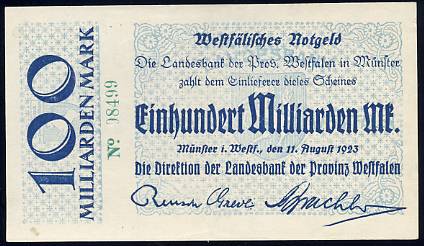 100
MILLIARDEN MARK
Nº 08499
Westfälisches Notgeld
Die Landesbank der Prov. Westfalen in Münster
zahlt dem Einlieferer dieses Scheines
Einhundert Milliarden Mk.
Münster i. Westf., den 11. August 1923
Die Direktion der Landesbank der Provinz Westfalen